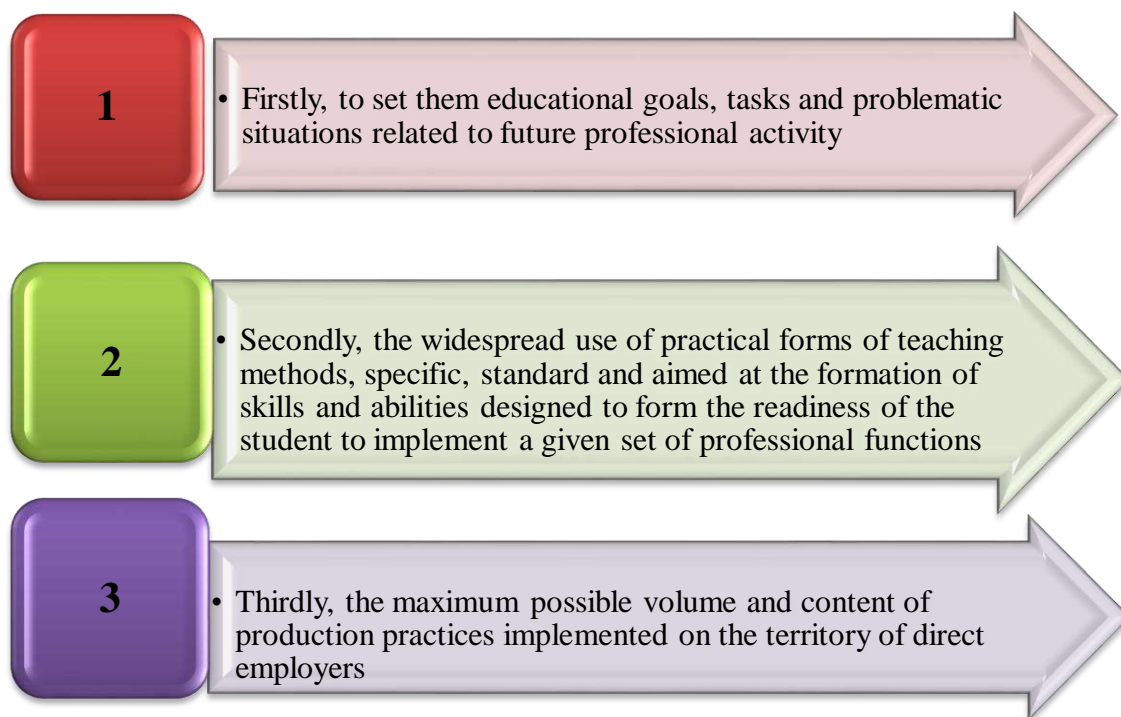 1
• Firstly, to set them educational goals, tasks and problematic
situations related to future professional activity
2
• Secondly, the widespread use of practical forms of teaching
methods, specific, standard and aimed at the formation of
skills and abilities designed to form the readiness of the
student to implement a given set of professional functions
3
• Thirdly, the maximum possible volume and content of
production practices implemented on the territory of direct
employers